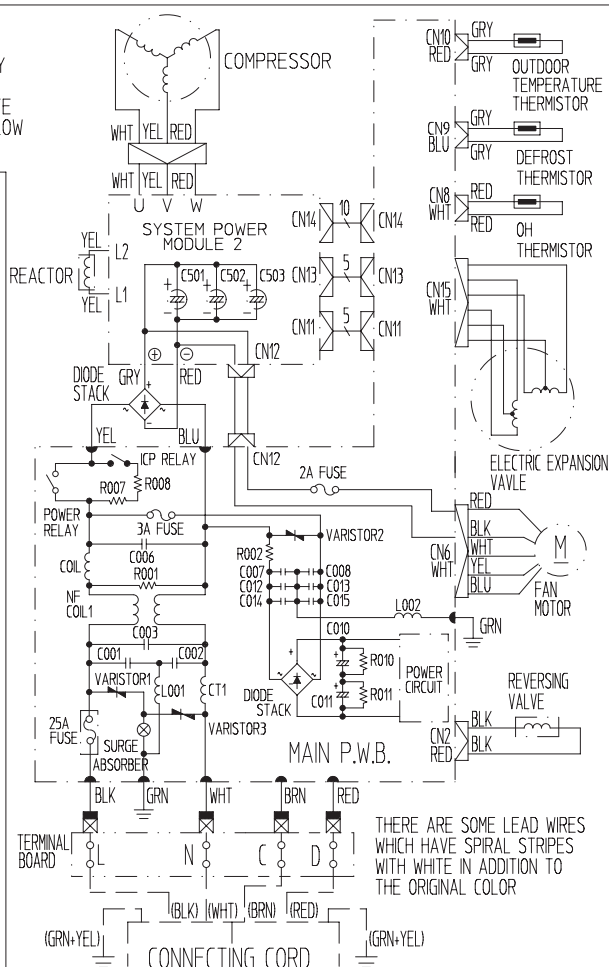 Y
TE
LOW
COMPRESSOR
WHT YEL RED
WHT YEL RED
U V W
SYSTEM POWER
MODULE 2
REACTOR
YEL
L2
YEL
L1
C501 C502 C503
+ + +
CN14 10 CN14
CN13 5 CN13
CN11 5 CN11
CN12
+ −
DIODE
STACK
GRY RED
+
~ ~
−
YEL BLU
CN12
CN10
RED
GRY
GRY
OUTDOOR
TEMPERATURE
THERMISTOR
CN9
BLU
GRY
GRY
DEFROST
THERMISTOR
CN8
WHT
RED
RED
OH
THERMISTOR
CN15
WHT
ELECTRIC EXPANSION
VAVLE
ICP RELAY
R007 R008
POWER
RELAY
2A FUSE
3A FUSE
C006
COIL
R001
NF
COIL1
C003
C001 C002
VARISTOR1
L001
CT1
25A
FUSE
SURGE
ABSORBER
VARISTOR3
R002
VARISTOR2
C007 C008
C012 C013
C014 C015
L002
GRN
C010
R010
C011
R011
DIODE
STACK
+
~ ~
−
POWER
CIRCUIT
MAIN P.W.B.
CN6
WHT
RED
BLK
WHT
YEL
BLU
M
FAN
MOTOR
REVERSING
VALVE
CN2
RED
BLK
BLK
BLK GRN WHT BRN RED
TERMINAL
BOARD
L N C D
THERE ARE SOME LEAD WIRES
WHICH HAVE SPIRAL STRIPES
WITH WHITE IN ADDITION TO
THE ORIGINAL COLOR
(BLK) (WHT) (BRN) (RED)
(GRN+YEL) (GRN+YEL)
CONNECTING CORD